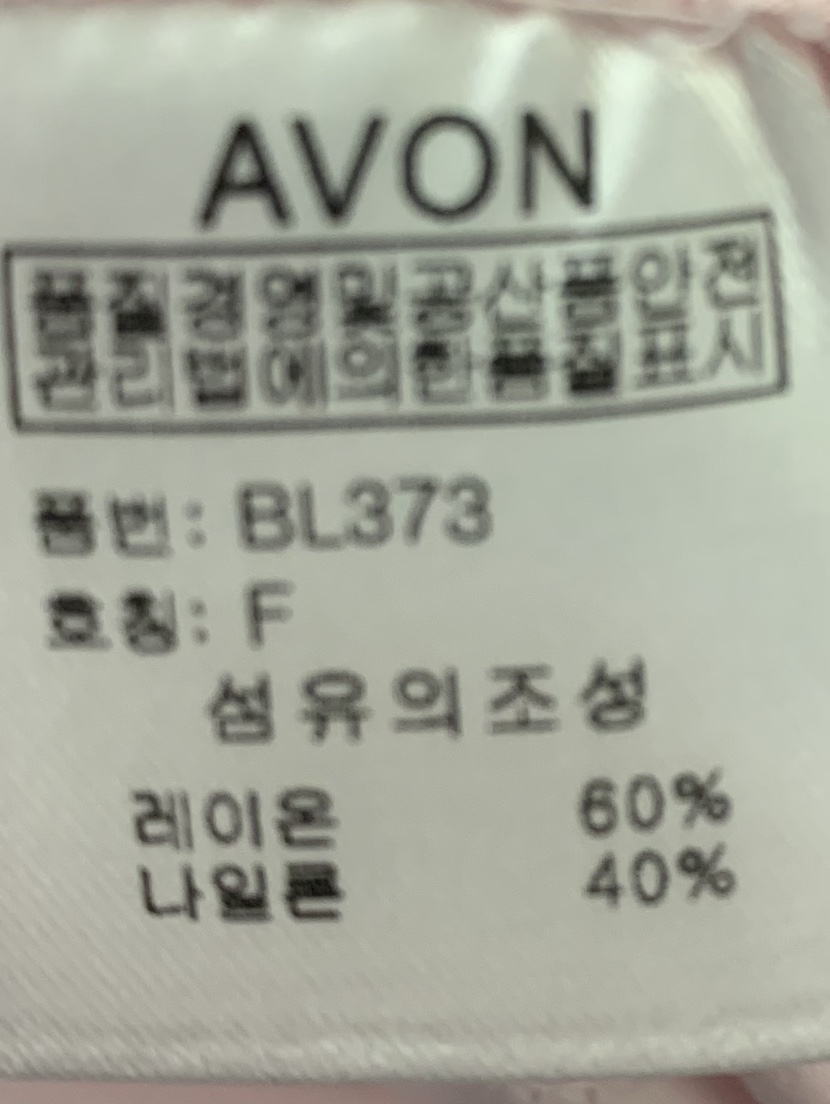 AVON
품질경영및공산품안전
관리법에의한품질표시
품번: BL373
호칭: F
섬유의조성
레이온 60%
나일론 40%